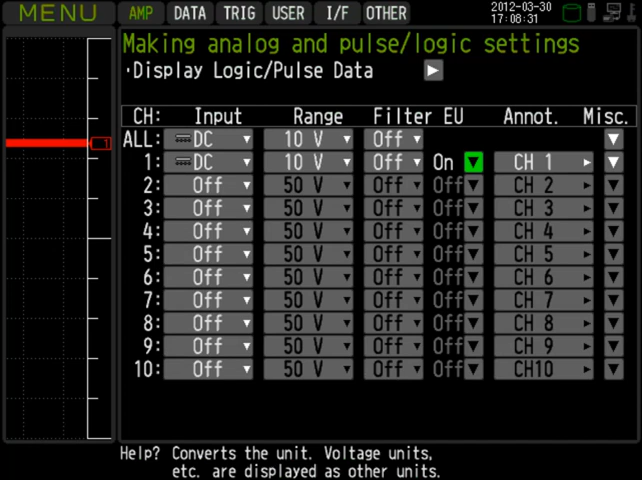 MENU AMP DATA TRIG USER I/F OTHER 2012-03-30
17:08:31
Making analog and pulse/logic settings
·Display Logic/Pulse Data
CH: Input Range Filter EU Annot. Misc.
ALL: DC 10 V Off
1: DC 10 V Off On CH 1
2: Off 50 V Off Off CH 2
3: Off 50 V Off Off CH 3
4: Off 50 V Off Off CH 4
5: Off 50 V Off Off CH 5
6: Off 50 V Off Off CH 6
7: Off 50 V Off Off CH 7
8: Off 50 V Off Off CH 8
9: Off 50 V Off Off CH 9
10: Off 50 V Off Off CH10
1
Help? Converts the unit. Voltage units,
etc. are displayed as other units.